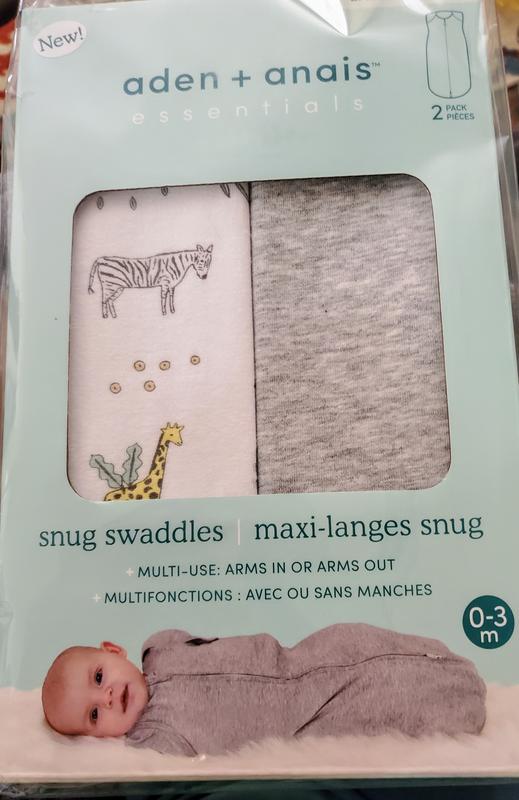 New!
aden + anais™
essentials
2 PACK
PIÈCES
snug swaddles | maxi-langes snug
+ MULTI-USE: ARMS IN OR ARMS OUT
+ MULTIFONCTIONS : AVEC OU SANS MANCHES
0-3
m